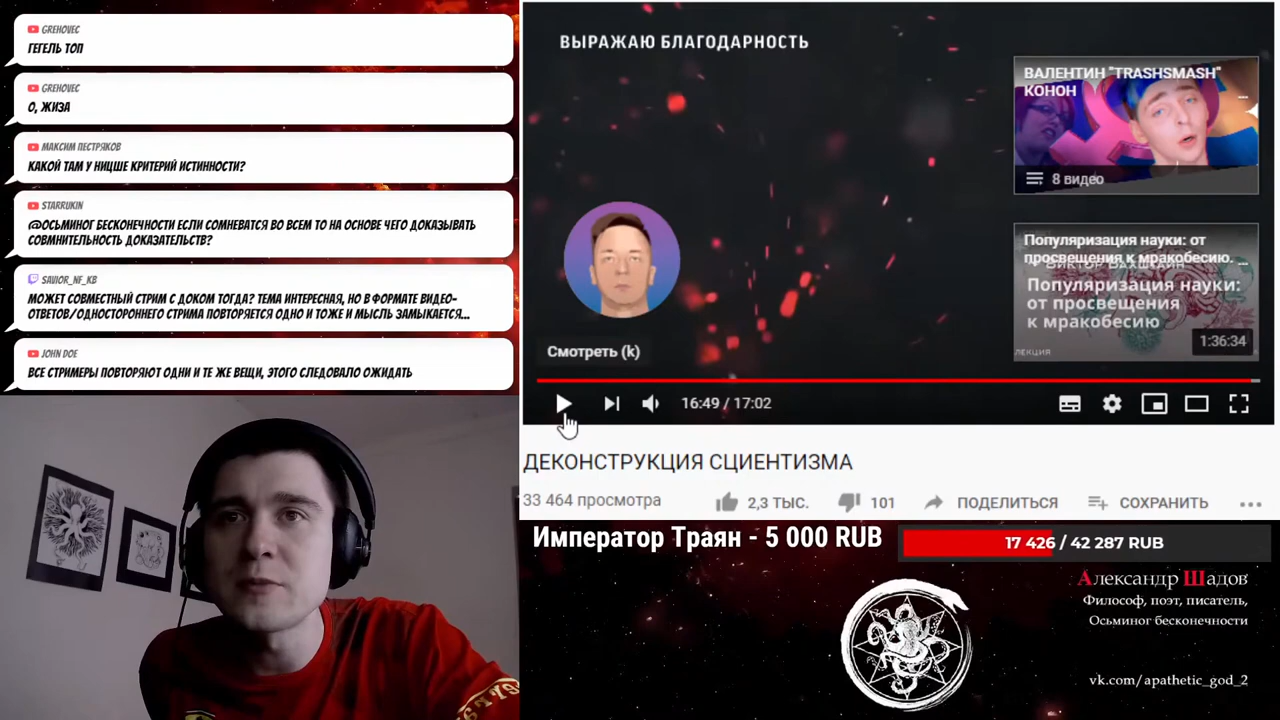 GREHOVEC
ГЕГЕЛЬ ТОП
GREHOVEC
О, ЖИЗА
МАКСИМ ПЕСТРЯКОВ
КАКОЙ ТАМ У НИЦШЕ КРИТЕРИЙ ИСТИННОСТИ?
STARRUKIN
@ОСЬМИНОГ БЕСКОНЕЧНОСТИ ЕСЛИ СОМНЕВАТСЯ ВО ВСЕМ ТО НА ОСНОВЕ ЧЕГО ДОКАЗЫВАТЬ
СОВМНИТЕЛЬНОСТЬ ДОКАЗАТЕЛЬСТВ?
SAVIOR_NF_KB
МОЖЕТ СОВМЕСТНЫЙ СТРИМ С ДОКОМ ТОГДА? ТЕМА ИНТЕРЕСНАЯ, НО В ФОРМАТЕ ВИДЕО-
ОТВЕТОВ/ОДНОСТОРОННЕГО СТРИМА ПОВТОРЯЕТСЯ ОДНО И ТОЖЕ И МЫСЛЬ ЗАМЫКАЕТСЯ...
JOHN DOE
ВСЕ СТРИМЕРЫ ПОВТОРЯЮТ ОДНИ И ТЕ ЖЕ ВЕЩИ, ЭТОГО СЛЕДОВАЛО ОЖИДАТЬ
ВЫРАЖАЮ БЛАГОДАРНОСТЬ
ВАЛЕНТИН "TRASHSMASH"
КОНОН
8 видео
Популяризация науки: от
просвещения к мракобесию.
Популяризация науки:
от просвещения
к мракобесию
ЛЕКЦИЯ
1:36:34
Смотреть (k)
16:49 / 17:02
ДЕКОНСТРУКЦИЯ СЦИЕНТИЗМА
33 464 просмотра
2,3 ТЫС.
101
ПОДЕЛИТЬСЯ
СОХРАНИТЬ
Император Траян - 5 000 RUB
17 426 / 42 287 RUB
Александр Шадов
Философ, поэт, писатель,
Осьминог бесконечности
vk.com/apathetic_god_2